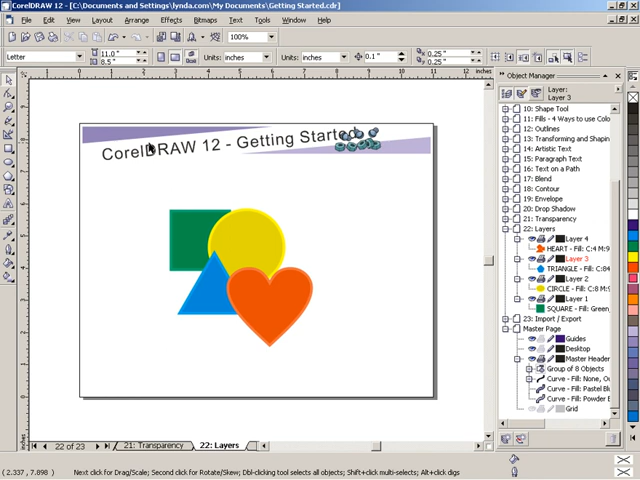 CorelDRAW 12 - [C:\Documents and Settings\lynda.com\Getting Started.cdr]
File Edit View Layout Arrange Effects Bitmaps Text Tools Window Help
100%
Letter 11.0" 8.5" Units: inches 0.1" 0.25" 0.25" Units: inches
Object Manager
Layer:
Layer 3
inches
CorelDRAW 12 - Getting Started
10: Shape Tool
11: Fills - 4 Ways to use Colo
12: Outlines
13: Transforming and Shapin
14: Artistic Text
15: Paragraph Text
16: Text on a Path
17: Blend
18: Contour
19: Envelope
20: Drop Shadow
21: Transparency
22: Layers
Layer 4
HEART - Fill: C:4 M:9
Layer 3
TRIANGLE - Fill: C:84
Layer 2
CIRCLE - Fill: C:8 M:9
Layer 1
SQUARE - Fill: Green,
23: Import / Export
Master Page
Guides
Desktop
Master Header
Group of 8 Objects
Curve - Fill: None, Ou
Curve - Fill: Pastel Blu
Curve - Fill: Powder B
Grid
22 of 23 21: Transparency 22: Layers
(2.337, 7.898) Next click for Drag/Scale; Second click for Rotate/Skew; Dbl-clicking tool selects all objects; Shift+click multi-selects; Alt+click digs